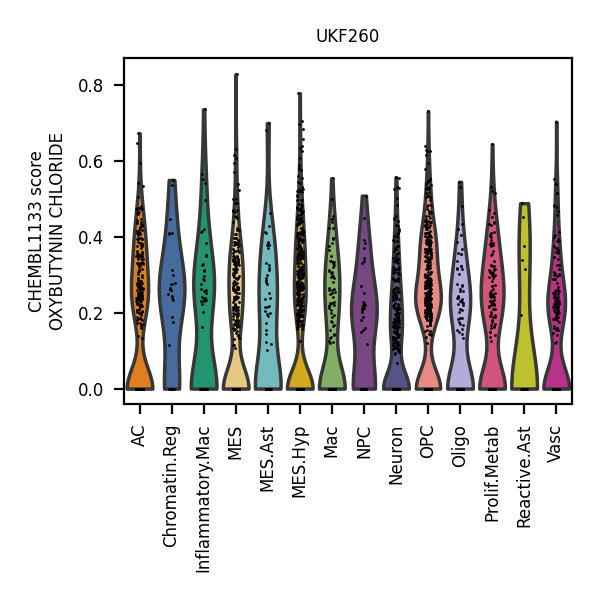 UKF260
CHEMBL1133 score
OXYBUTYNIN CHLORIDE
0.8
0.6
0.4
0.2
0.0
AC
Chromatin.Reg
Inflammatory.Mac
MES
MES.Ast
MES.Hyp
Mac
NPC
Neuron
OPC
Oligo
Prolif.Metab
Reactive.Ast
Vasc